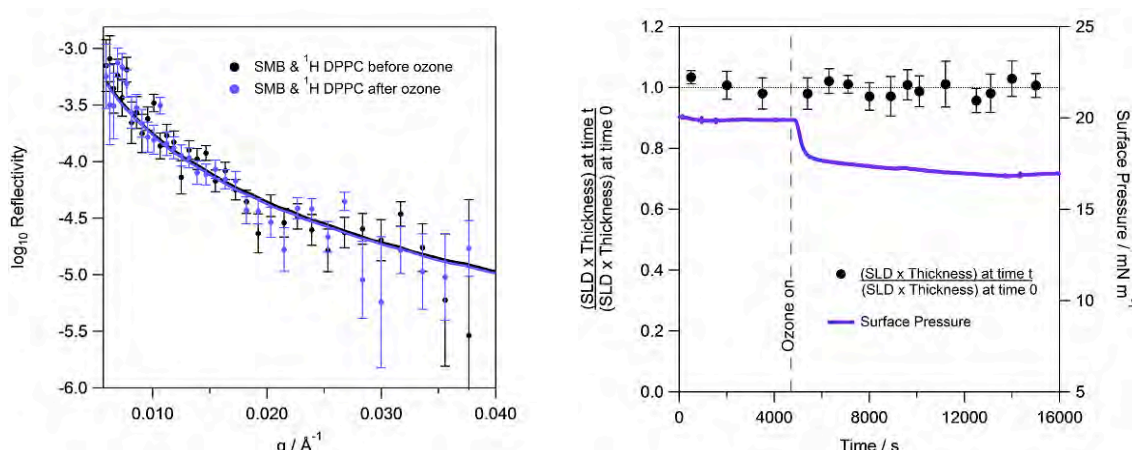 SMB & ¹H DPPC before ozone
SMB & ¹H DPPC after ozone
log₁₀ Reflectivity
-3.0
-3.5
-4.0
-4.5
-5.0
-5.5
-6.0
0.010
0.020
0.030
0.040
q / Å⁻¹
(SLD x Thickness) at time t
(SLD x Thickness) at time 0
1.2
1.0
0.8
0.6
0.4
0.2
0.0
Ozone on
(SLD x Thickness) at time t
(SLD x Thickness) at time 0
Surface Pressure
25
20
15
10
5
Surface Pressure / mN m⁻¹
0
4000
8000
12000
16000
Time / s